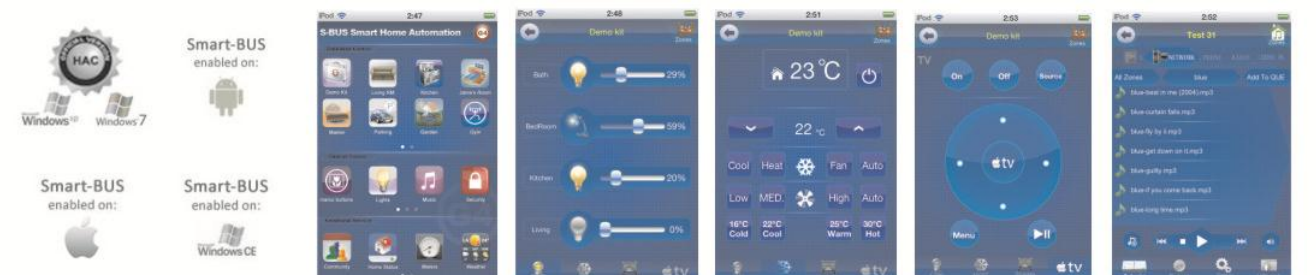 HAC
Windows
Windows 7
Smart-BUS
enabled on:
Smart-BUS
enabled on:
Smart-BUS
enabled on:
Windows CE
iPod
2:47
S-BUS Smart Home Automation
G4
Demo Kit
Living RM
Kitchen
Parking
Garden
Gym
Lights
Music
Security
Community
Home Status
Weather
iPod
2:48
Demo kit
Zones
Bath
29%
BedRoom
59%
Kitchen
20%
Living
0%
tv
iPod
2:51
Demo kit
Zones
23°C
22 °C
Cool Heat Fan Auto
Low MED. High Auto
16°C 22°C 25°C 30°C
Cold Cool Warm Hot
tv
iPod
2:53
Demo kit
Zones
TV
On Off Source
tv
Menu
tv
iPod
2:52
Test 31
Zones
NETWORK
All Zones blue Add To QUE
blue-beat in me (2004).mp3
blue-curtain falls.mp3
blue-fly by ii.mp3
blue-get down on it.mp3
blue-guilty.mp3
blue-if you come back.mp3
blue-long time.mp3